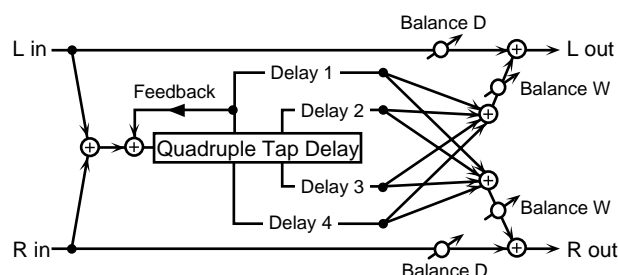 Balance D
L in
L out
Delay 1
Feedback
Balance W
Delay 2
Quadruple Tap Delay
Delay 3
Balance W
Delay 4
R in
R out
Balance D